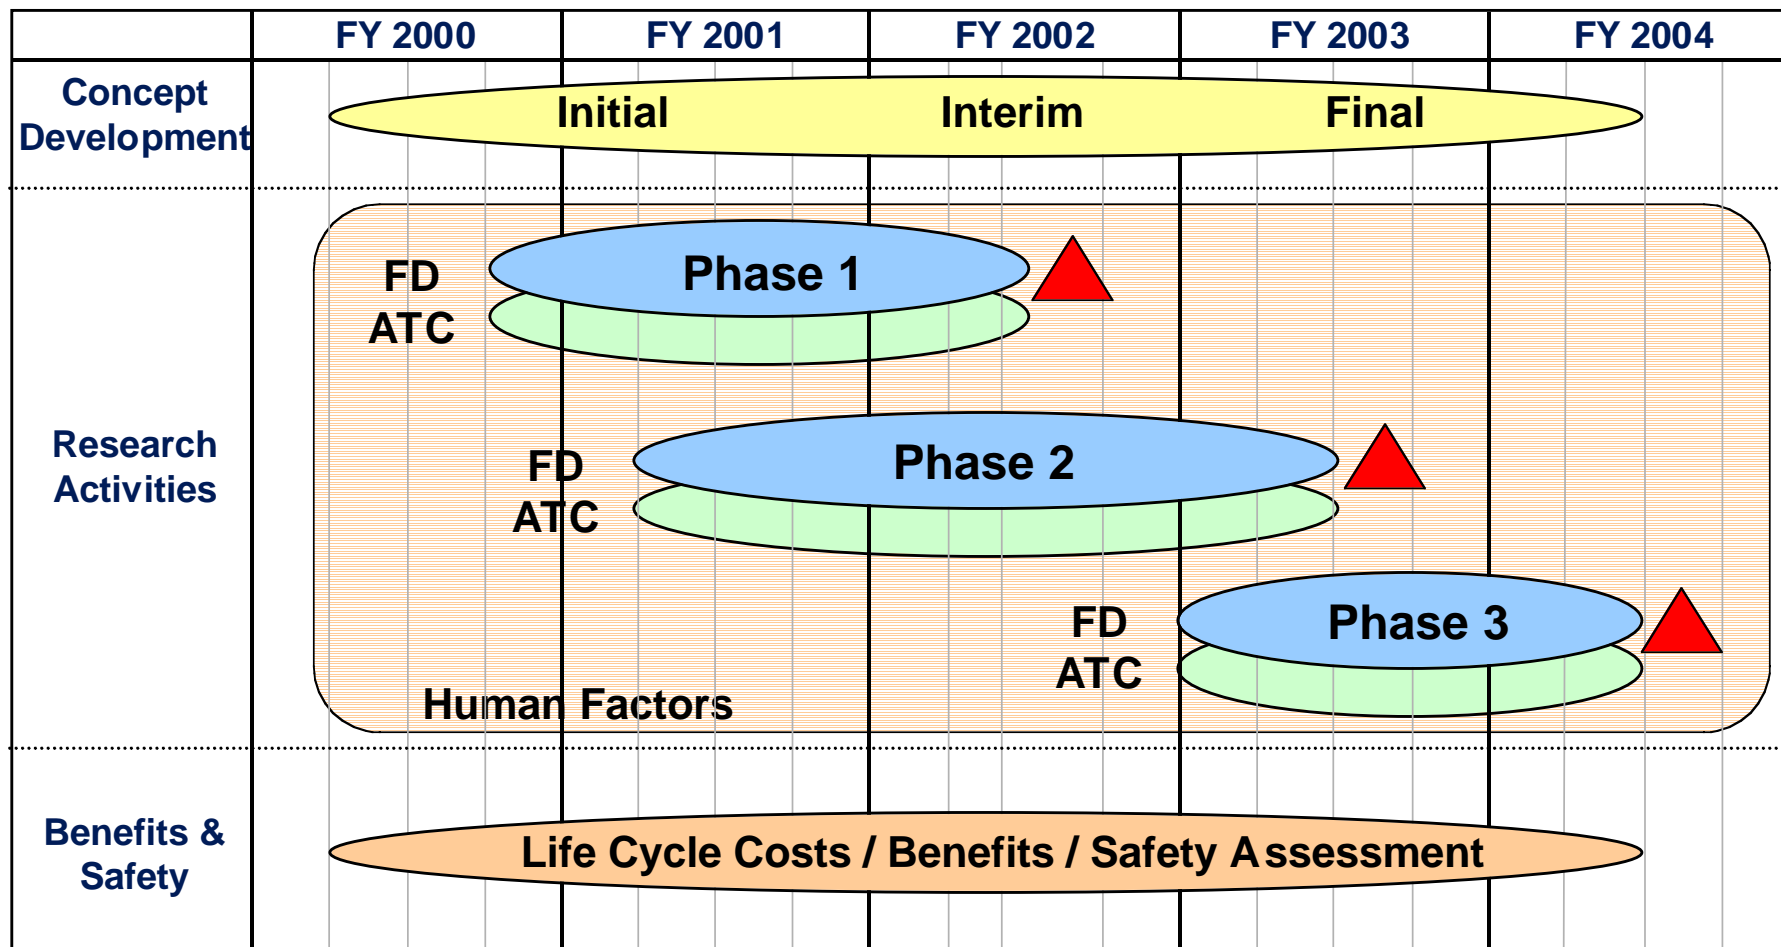 FY 2000 FY 2001 FY 2002 FY 2003 FY 2004
Concept
Development
Initial Interim Final
Research
Activities
FD
ATC
Phase 1
FD
ATC
Phase 2
FD
ATC
Phase 3
Human Factors
Benefits &
Safety
Life Cycle Costs / Benefits / Safety Assessment